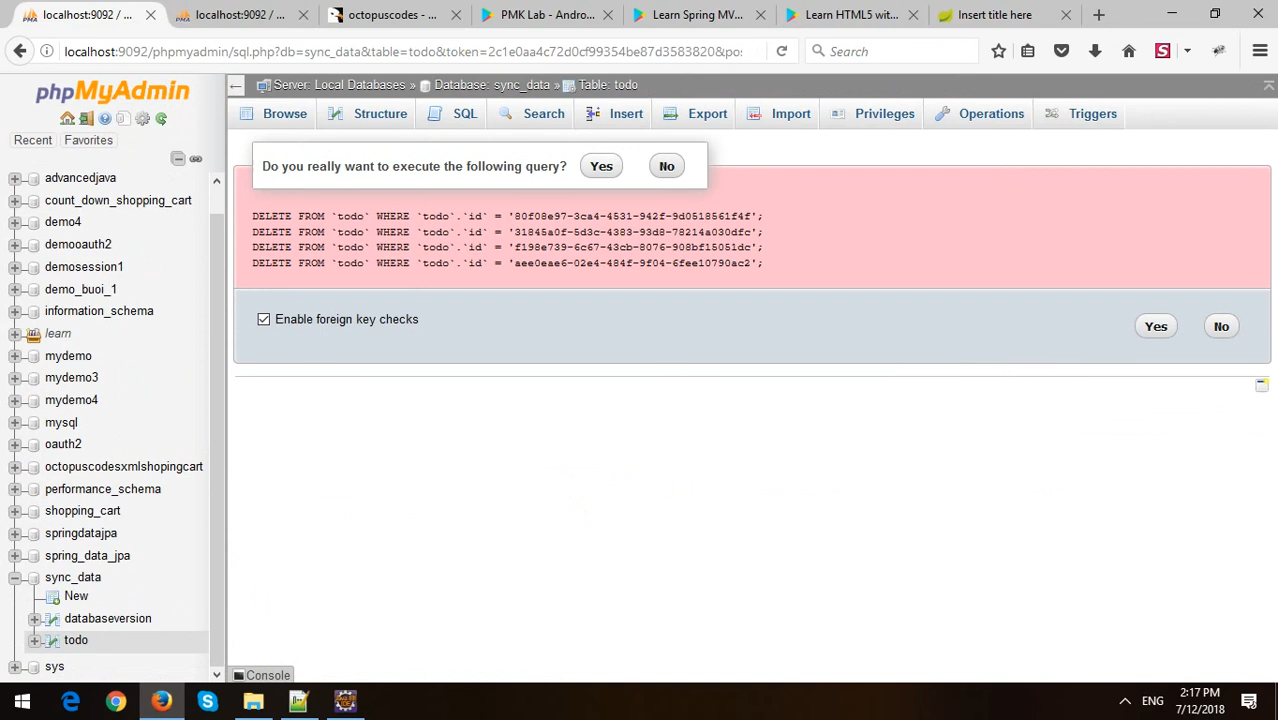 localhost:9092 / ...
localhost:9092 / ...
octopuscodes - ...
PMK Lab - Andro...
Learn Spring MV...
Learn HTML5 wit...
Insert title here
localhost:9092/phpmyadmin/sql.php?db=sync_data&table=todo&token=2c1e0aa4c72d0cf99354be27d3583820&pos
Search
phpMyAdmin
Recent
Favorites
advancedjava
count_down_shopping_cart
demo4
demooauth2
demosession1
demo_buoi_1
information_schema
learn
mydemo
mydemo3
mydemo4
mysql
oauth2
octopuscodesxmlshopingcart
performance_schema
shopping_cart
springdatajpa
spring_data_jpa
sync_data
New
databaseversion
todo
sys
Server: Local Databases » Database: sync_data » Table: todo
Browse
Structure
SQL
Search
Insert
Export
Import
Privileges
Operations
Triggers
Do you really want to execute the following query?
Yes
No
DELETE FROM `todo` WHERE `todo`.`id` = '80f08e97-3ca4-4531-942f-9d0518561f4f';
DELETE FROM `todo` WHERE `todo`.`id` = '31845a0f-5d3c-4383-93d8-78214a030dfc';
DELETE FROM `todo` WHERE `todo`.`id` = 'f198e739-6c67-43cb-8076-908bf15051dc';
DELETE FROM `todo` WHERE `todo`.`id` = 'aee0eae6-02e4-484f-9f04-6fee10790ac2';
Enable foreign key checks
Yes
No
Console
ENG
2:17 PM
7/12/2018